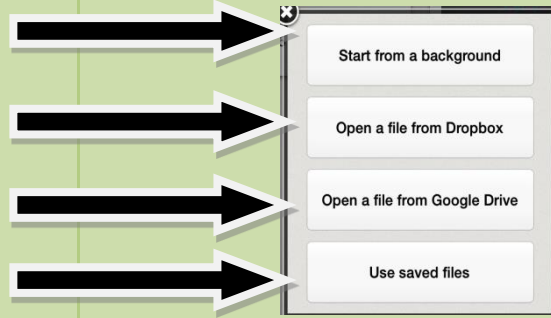 Start from a background
Open a file from Dropbox
Open a file from Google Drive
Use saved files